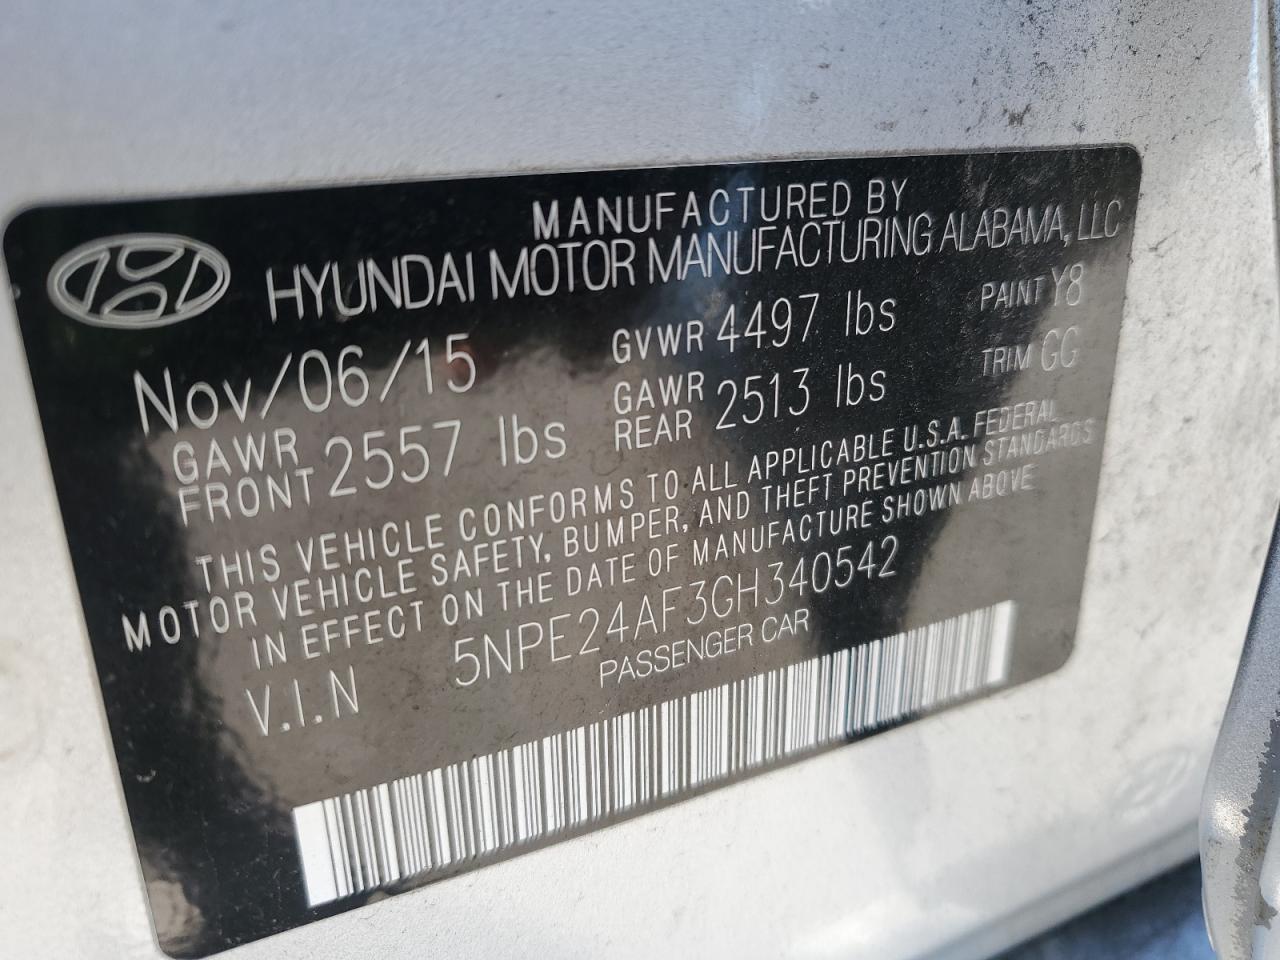 MANUFACTURED BY
HYUNDAI MOTOR MANUFACTURING ALABAMA, LLC
Nov/06/15 GVWR 4497 lbs PAINT Y8
GAWR FRONT 2557 lbs GAWR REAR 2513 lbs TRIM GG
THIS VEHICLE CONFORMS TO ALL APPLICABLE U.S.A. FEDERAL
MOTOR VEHICLE SAFETY, BUMPER, AND THEFT PREVENTION STANDARDS
IN EFFECT ON THE DATE OF MANUFACTURE SHOWN ABOVE
V.I.N 5NPE24AF3GH340542
PASSENGER CAR